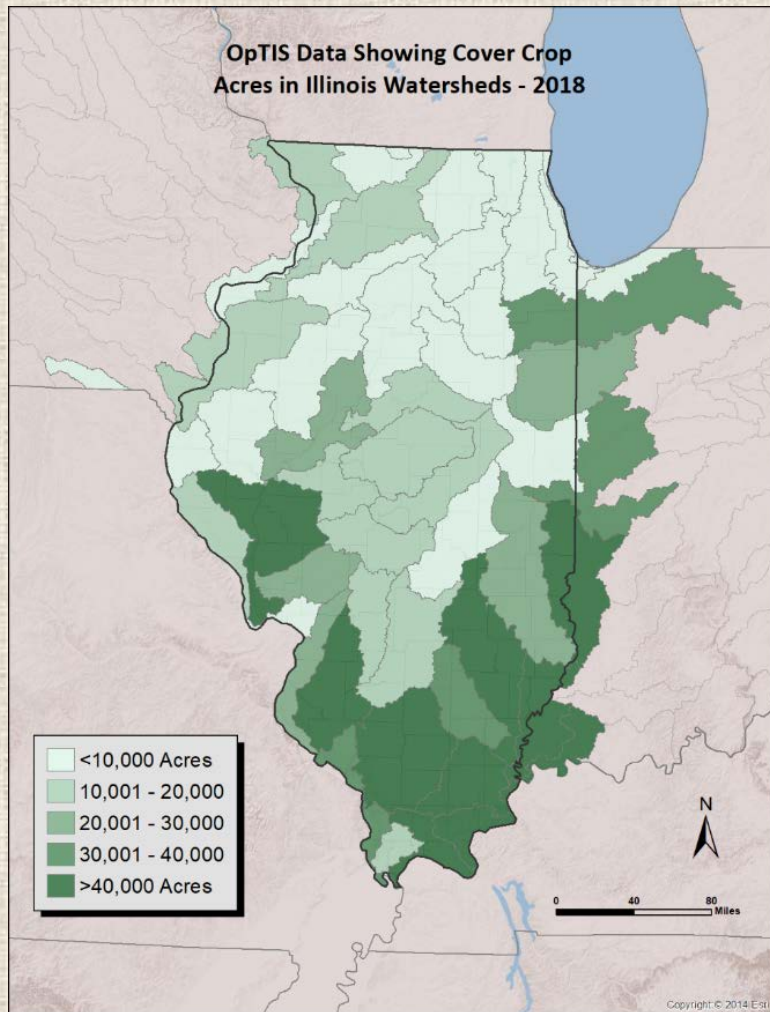 OpTIS Data Showing Cover Crop
Acres in Illinois Watersheds - 2018
<10,000 Acres
10,001 - 20,000
20,001 - 30,000
30,001 - 40,000
>40,000 Acres
N
0 40 80
Miles
Copyright:© 2014 Esri